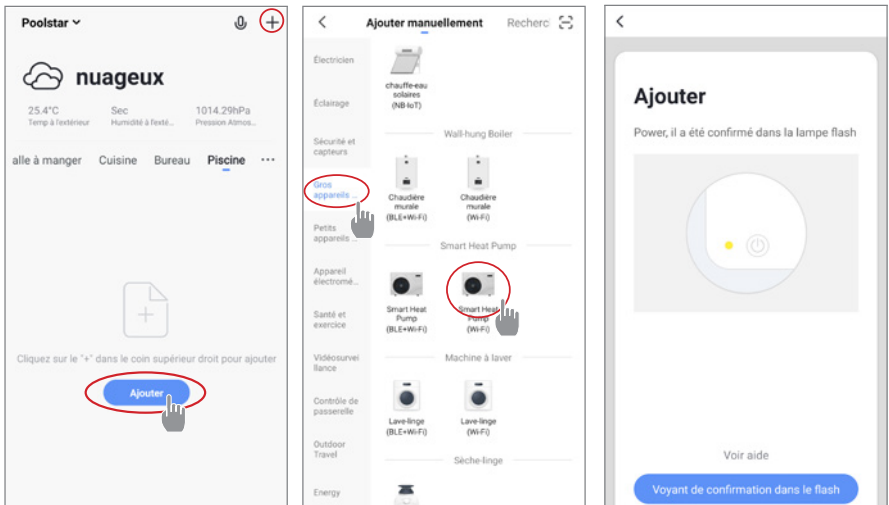 Poolstar
nuageux
25.4°C Sec 1014.29hPa
Temp à l'extérieur Humidité à l'exté... Pression Atmos...
alle à manger Cuisine Bureau Piscine ...
Cliquez sur le "+" dans le coin supérieur droit pour ajouter
Ajouter
Ajouter manuellement Recherc
Électricien
Éclairage
Sécurité et
capteurs
Gros
appareils ...
Petits
appareils ...
Appareil
électromé...
Santé et
exercice
Vidéosurvei
llance
Contrôle de
passerelle
Outdoor
Travel
Energy
chauffe-eau
solaires
(NB-IoT)
Wall-hung Boiler
Chaudière
murale
(BLE+Wi-Fi)
Chaudière
murale
(Wi-Fi)
Smart Heat Pump
Smart Heat
Pump
(BLE+Wi-Fi)
Smart Heat
Pump
(Wi-Fi)
Machine à laver
Lave-linge
(BLE+Wi-Fi)
Lave-linge
(Wi-Fi)
Sèche-linge
Ajouter
Power, il a été confirmé dans la lampe flash
Voir aide
Voyant de confirmation dans le flash